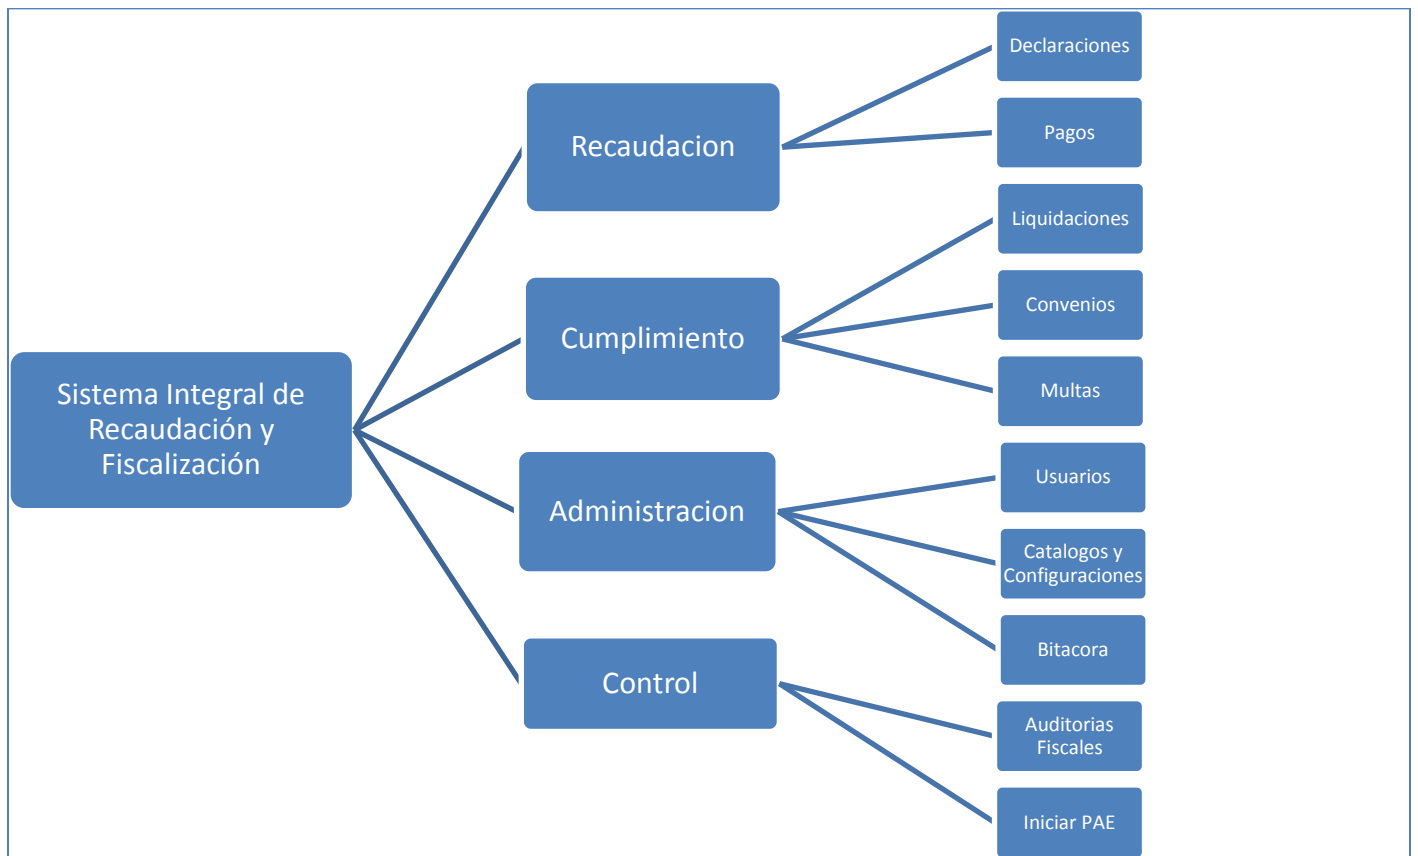 Sistema Integral de
Recaudación y
Fiscalización
Recaudacion
Declaraciones
Pagos
Cumplimiento
Liquidaciones
Convenios
Multas
Administracion
Usuarios
Catalogos y
Configuraciones
Bitacora
Control
Auditorias
Fiscales
Iniciar PAE